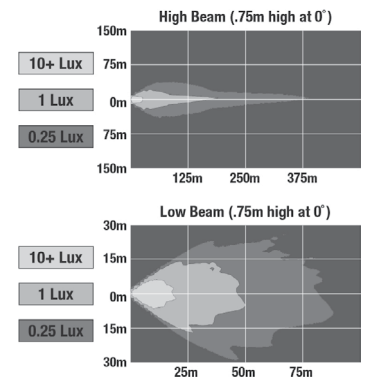 High Beam (.75m high at 0˚)
150m
75m
0m
75m
150m
10+ Lux
1 Lux
0.25 Lux
125m 250m 375m
Low Beam (.75m high at 0˚)
30m
15m
0m
15m
30m
10+ Lux
1 Lux
0.25 Lux
25m 50m 75m